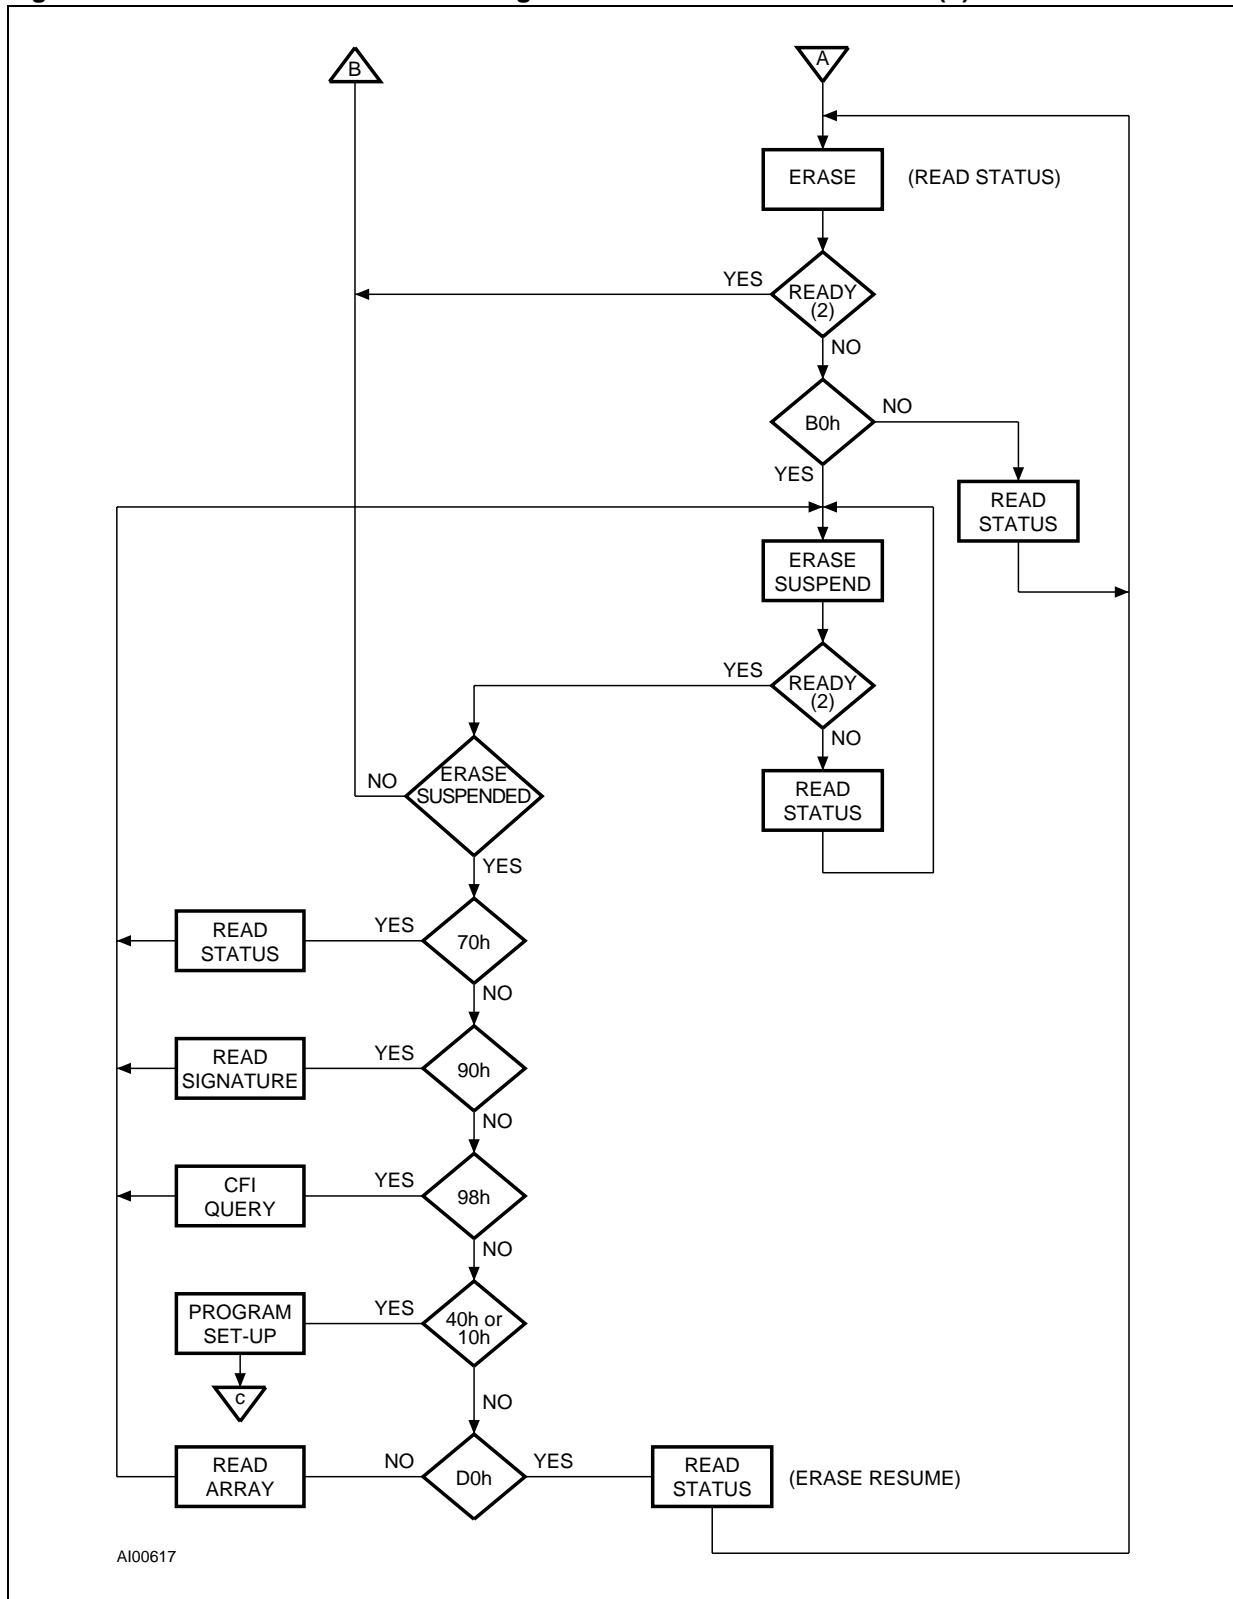 B
A
ERASE
(READ STATUS)
YES
READY
(2)
NO
B0h
NO
YES
READ
STATUS
ERASE
SUSPEND
YES
READY
(2)
NO
NO
ERASE
SUSPENDED
READ
STATUS
YES
READ
STATUS
YES
70h
NO
READ
SIGNATURE
YES
90h
NO
CFI
QUERY
YES
98h
NO
PROGRAM
SET-UP
YES
40h or
10h
c
NO
READ
ARRAY
NO
D0h
YES
READ
STATUS
(ERASE RESUME)
AI00617